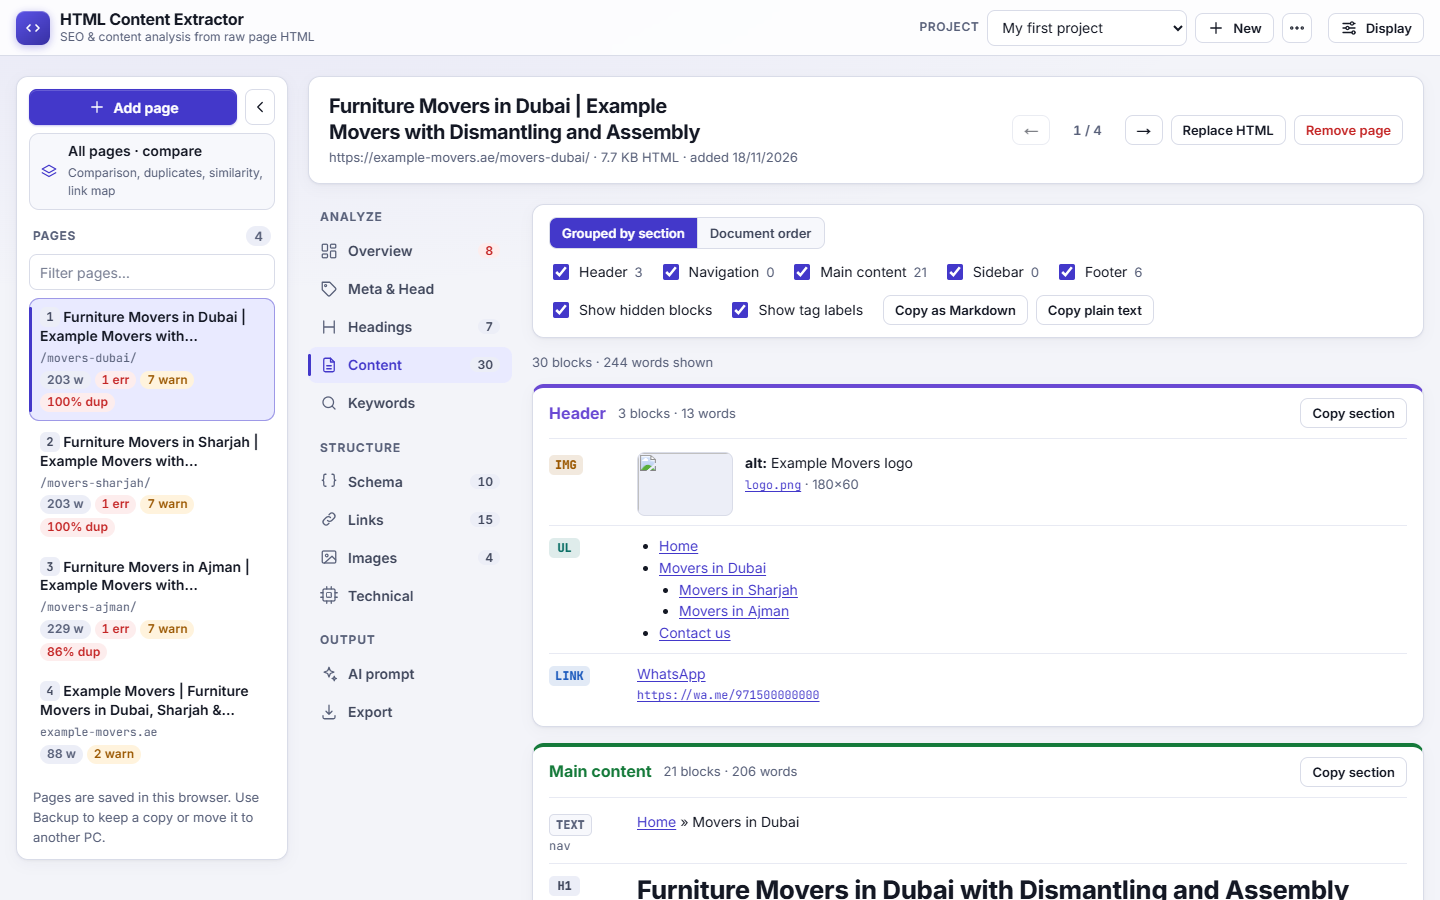 HTML Content Extractor
SEO & content analysis from raw page HTML
PROJECT
My first project
New
Display
Add page
All pages · compare
Comparison, duplicates, similarity,
link map
PAGES
4
Filter pages...
1 Furniture Movers in Dubai |
Example Movers with...
/movers-dubai/
203 w 1 err 7 warn
100% dup
2 Furniture Movers in Sharjah |
Example Movers with...
/movers-sharjah/
203 w 1 err 7 warn
100% dup
3 Furniture Movers in Ajman |
Example Movers with...
/movers-ajman/
229 w 1 err 7 warn
86% dup
4 Example Movers | Furniture
Movers in Dubai, Sharjah &...
example-movers.ae
88 w 2 warn
Pages are saved in this browser. Use
Backup to keep a copy or move it to
another PC.
Furniture Movers in Dubai | Example
Movers with Dismantling and Assembly
https://example-movers.ae/movers-dubai/ · 7.7 KB HTML · added 18/11/2026
← 1 / 4 → Replace HTML Remove page
ANALYZE
Overview 8
Meta & Head
Headings 7
Content 30
Keywords
STRUCTURE
Schema 10
Links 15
Images 4
Technical
OUTPUT
AI prompt
Export
Grouped by section Document order
Header 3 Navigation 0 Main content 21 Sidebar 0 Footer 6
Show hidden blocks Show tag labels Copy as Markdown Copy plain text
30 blocks · 244 words shown
Header 3 blocks · 13 words Copy section
IMG alt: Example Movers logo
logo.png · 180×60
UL
• Home
• Movers in Dubai
• Movers in Sharjah
• Movers in Ajman
• Contact us
LINK WhatsApp
https://wa.me/971500000000
Main content 21 blocks · 206 words Copy section
TEXT Home » Movers in Dubai
nav
H1 Furniture Movers in Dubai with Dismantling and Assembly